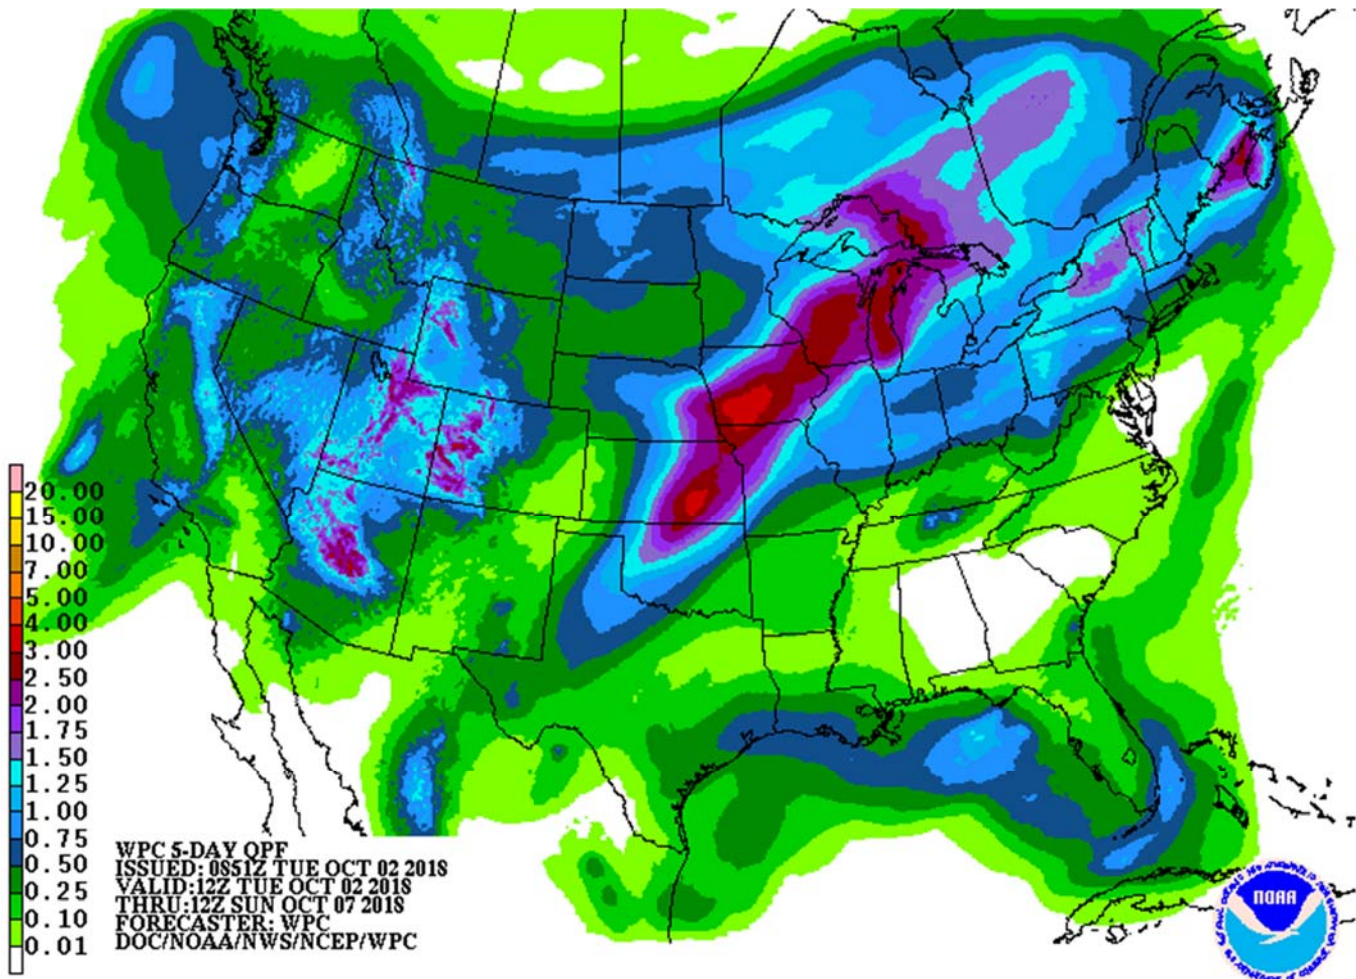 20.00
15.00
10.00
7.00
5.00
4.00
3.00
2.50
2.00
1.75
1.50
1.25
1.00
0.75
0.50
0.25
0.10
0.01
WPC 5-DAY QPF
ISSUED: 0851Z TUE OCT 02 2018
VALID:12Z TUE OCT 02 2018
THRU:12Z SUN OCT 07 2018
FORECASTER: WPC
DOC/NOAA/NWS/NCEP/WPC
NOAA